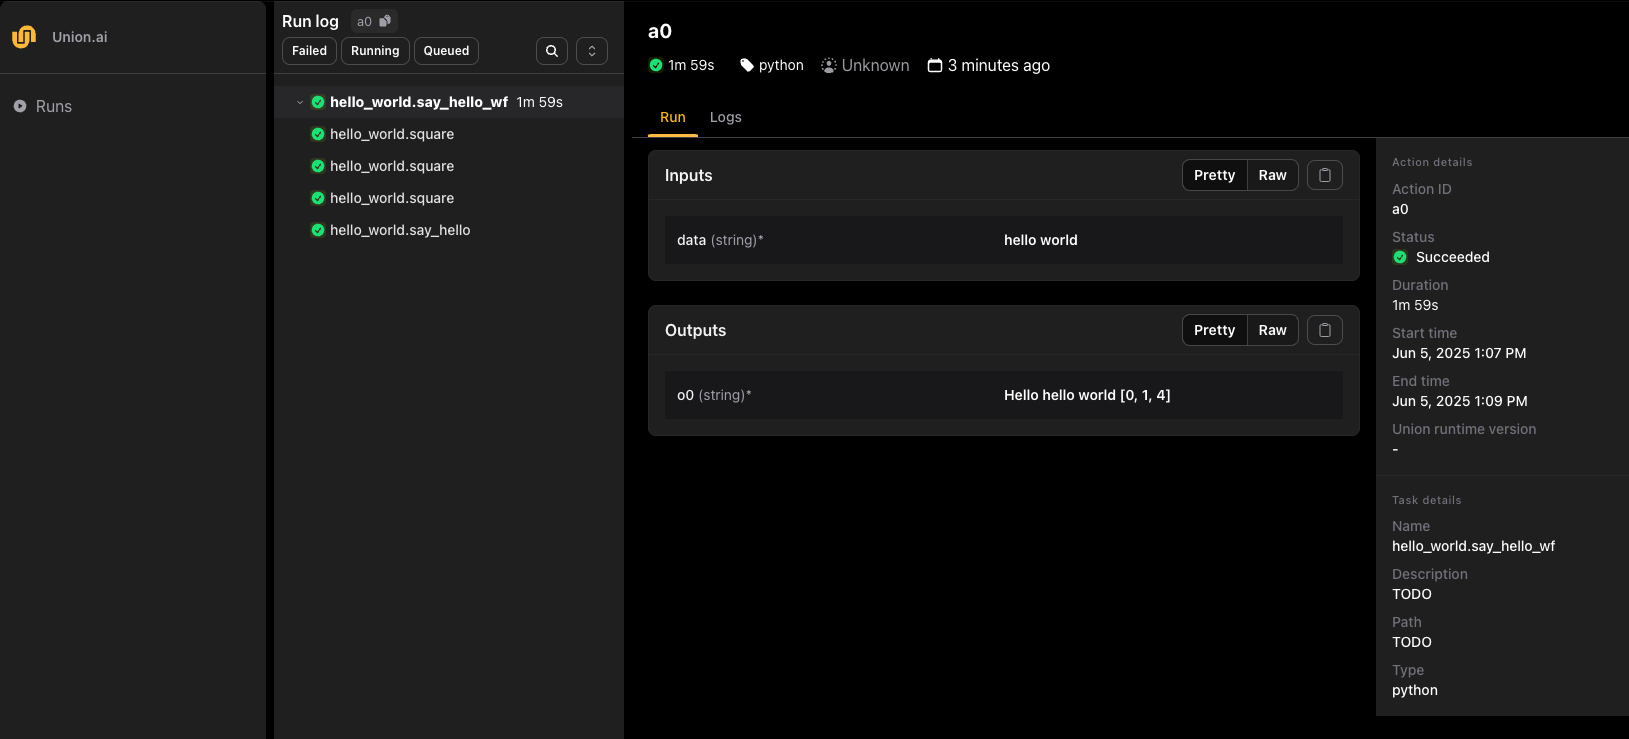 Union.ai
Runs
Run log a0
Failed Running Queued
hello_world.say_hello_wf 1m 59s
hello_world.square
hello_world.square
hello_world.square
hello_world.say_hello
a0
1m 59s python Unknown 3 minutes ago
Run Logs
Inputs Pretty Raw
data (string)* hello world
Outputs Pretty Raw
o0 (string)* Hello hello world [0, 1, 4]
Action details
Action ID
a0
Status
Succeeded
Duration
1m 59s
Start time
Jun 5, 2025 1:07 PM
End time
Jun 5, 2025 1:09 PM
Union runtime version
-
Task details
Name
hello_world.say_hello_wf
Description
TODO
Path
TODO
Type
python